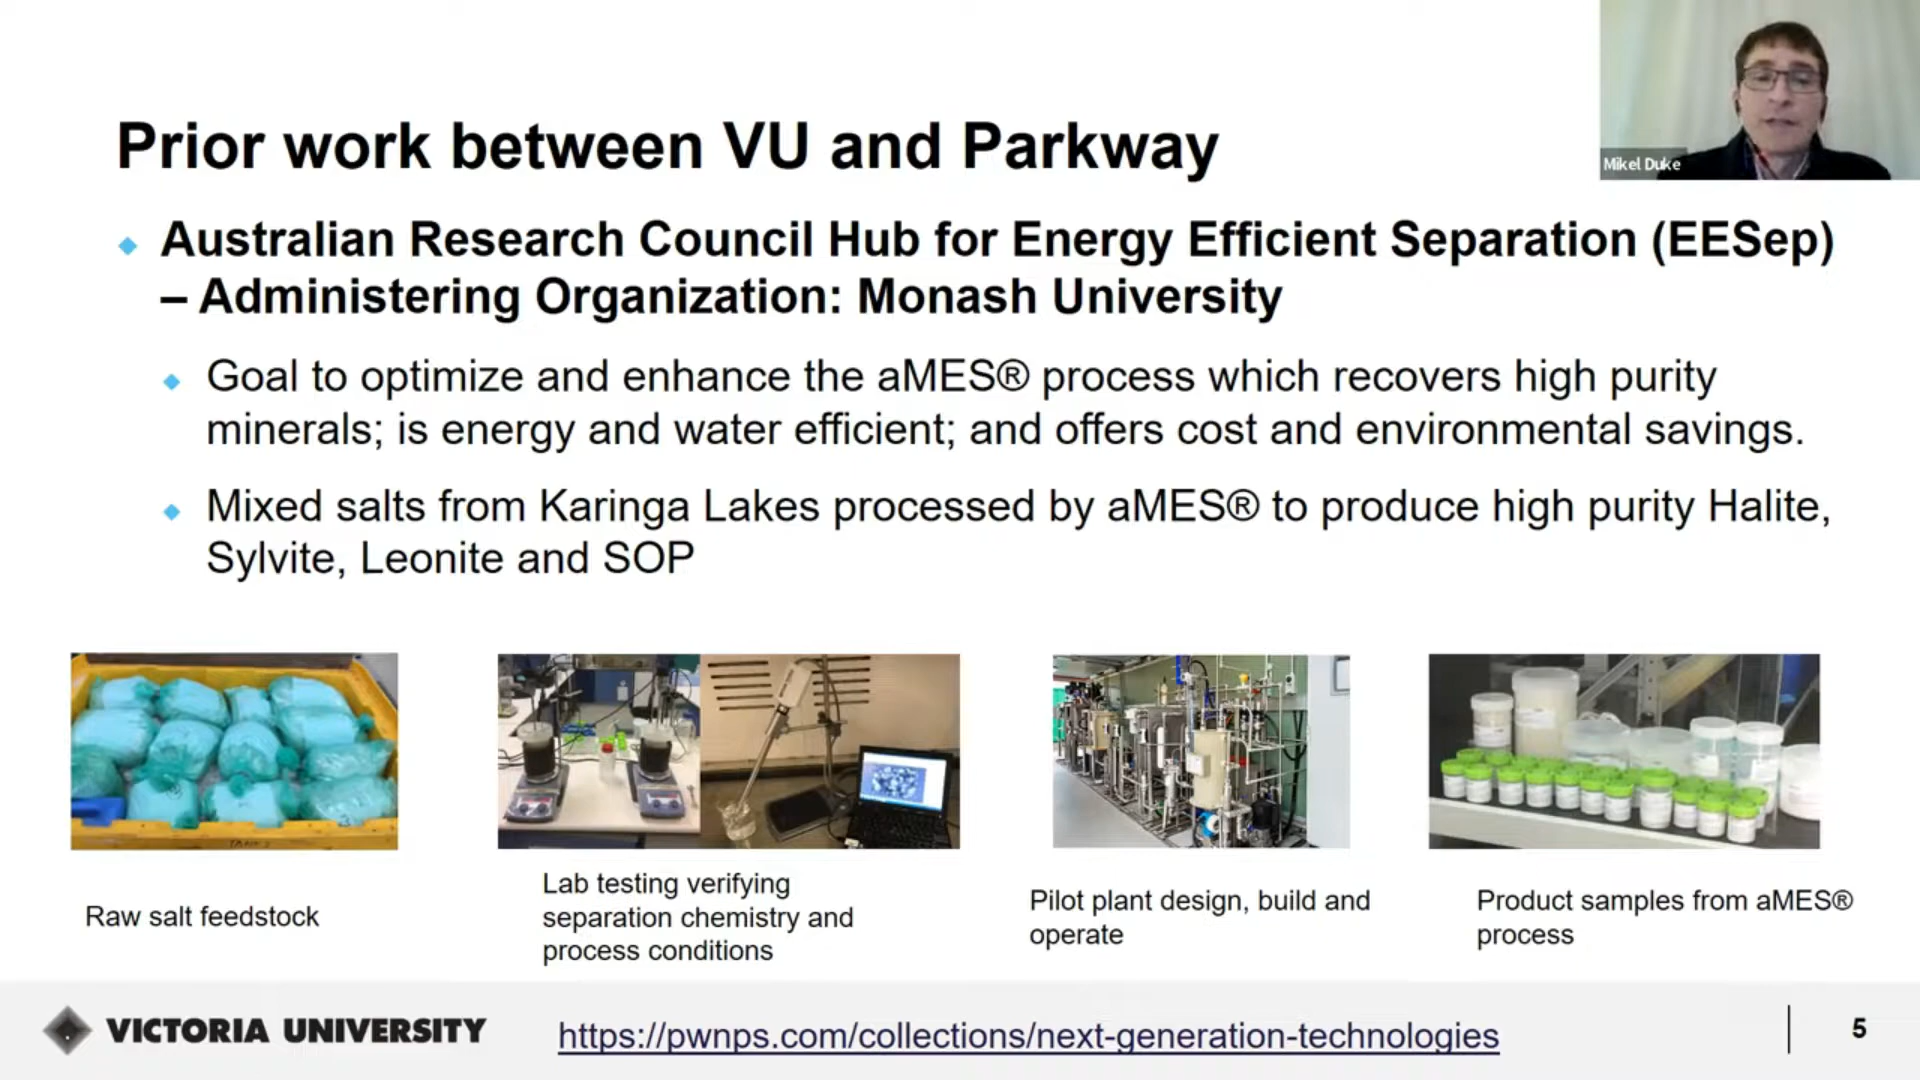 Mikel Duke
Prior work between VU and Parkway
Australian Research Council Hub for Energy Efficient Separation (EESep)
– Administering Organization: Monash University
Goal to optimize and enhance the aMES® process which recovers high purity
minerals; is energy and water efficient; and offers cost and environmental savings.
Mixed salts from Karinga Lakes processed by aMES® to produce high purity Halite,
Sylvite, Leonite and SOP
Raw salt feedstock
Lab testing verifying
separation chemistry and
process conditions
Pilot plant design, build and
operate
Product samples from aMES®
process
VICTORIA UNIVERSITY
https://pwnps.com/collections/next-generation-technologies
5